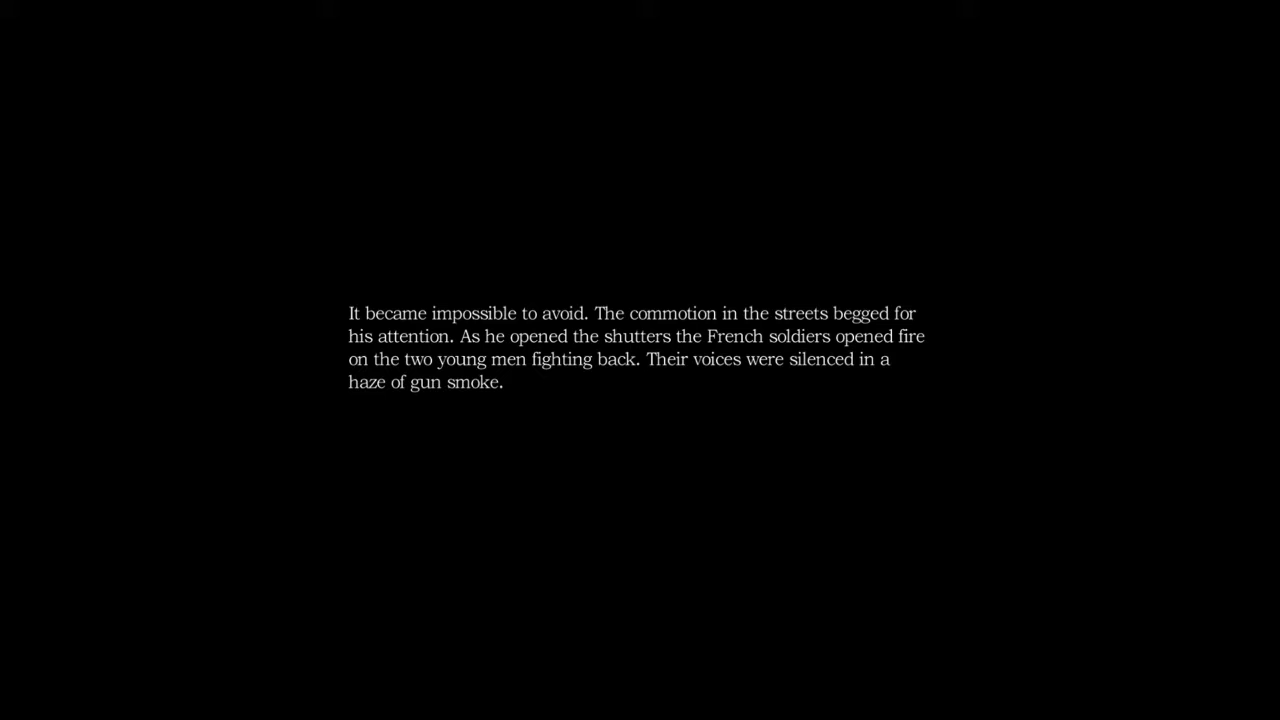 It became impossible to avoid. The commotion in the streets begged for
his attention. As he opened the shutters the French soldiers opened fire
on the two young men fighting back. Their voices were silenced in a
haze of gun smoke.